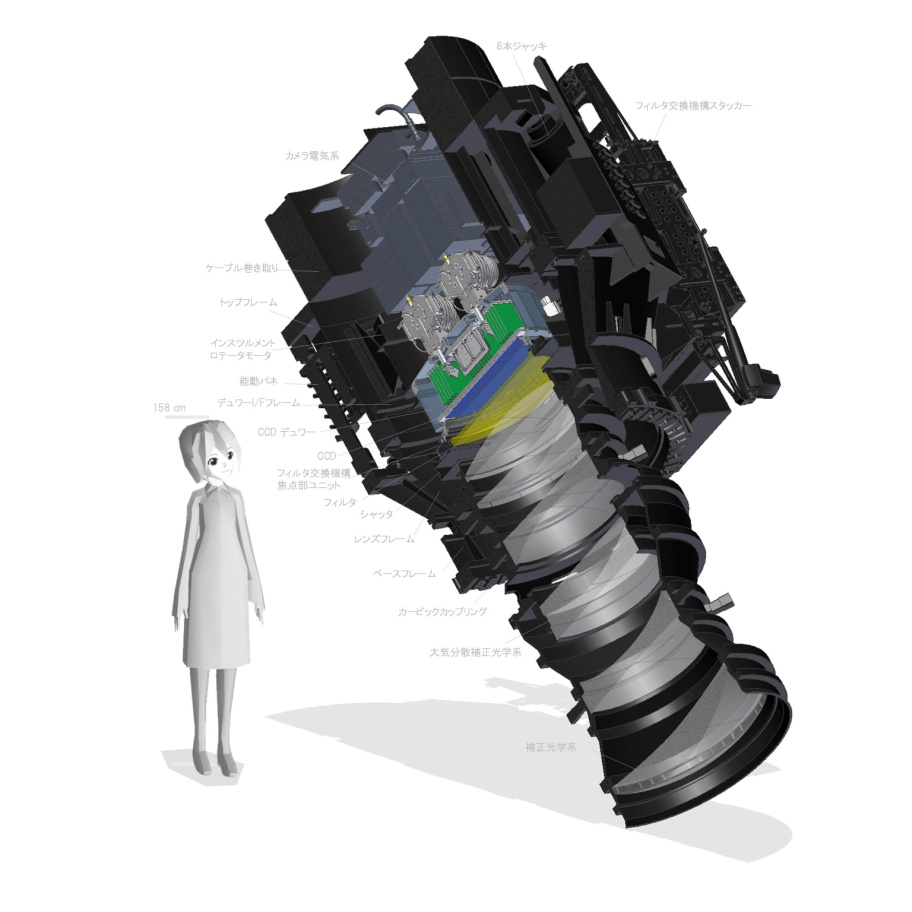 6本ジャッキ
フィルタ交換機構スタッカー
カメラ電気系
ケーブル巻き取り
トップフレーム
インスツルメント
ロテータモータ
能動バネ
デュワーI/Fフレーム
158 cm
CCD デュワー
CCD
フィルタ交換機構
焦点部ユニット
フィルタ
シャッタ
レンズフレーム
ベースフレーム
カービックカップリング
大気分散補正光学系
補正光学系